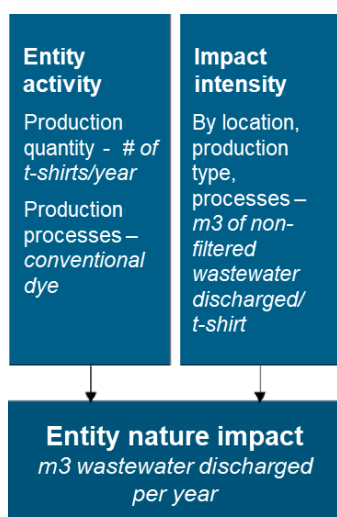 Entity
activity
Production
quantity - # of
t-shirts/year
Production
processes –
conventional
dye
Impact
intensity
By location,
production
type,
processes –
m3 of non-
filtered
wastewater
discharged/
t-shirt
Entity nature impact
m3 wastewater discharged
per year